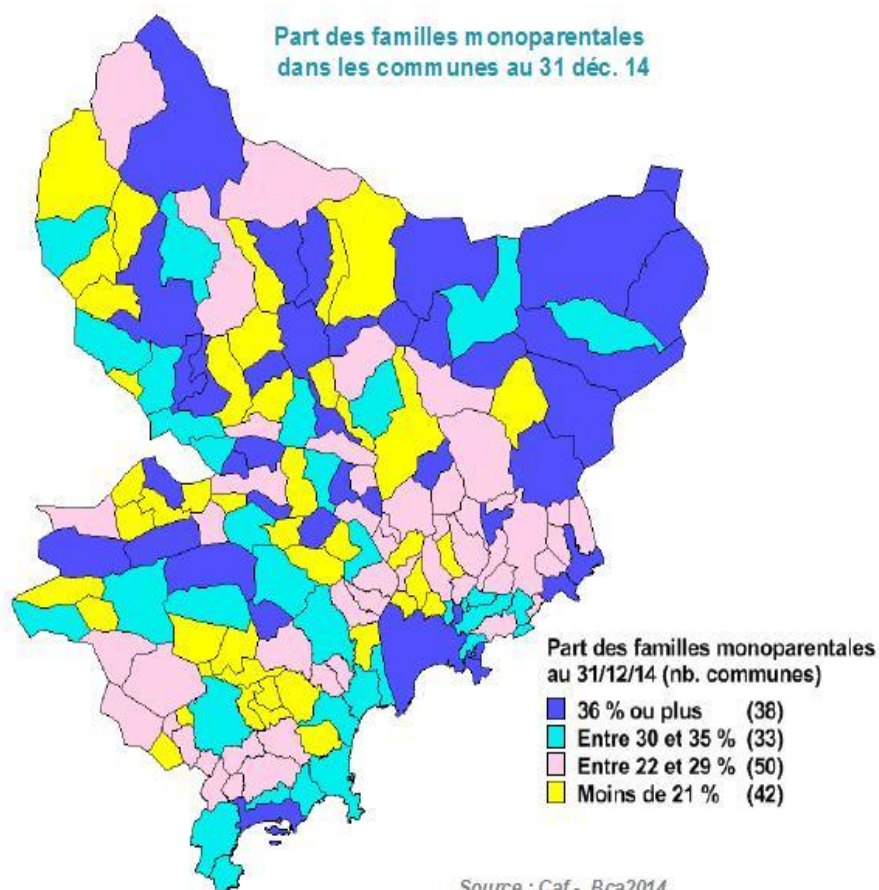 Part des familles monoparentales
dans les communes au 31 déc. 14
Part des familles monoparentales
au 31/12/14 (nb. communes)
36 % ou plus (38)
Entre 30 et 35 % (33)
Entre 22 et 29 % (50)
Moins de 21 % (42)
Source : Caf - Bca2014